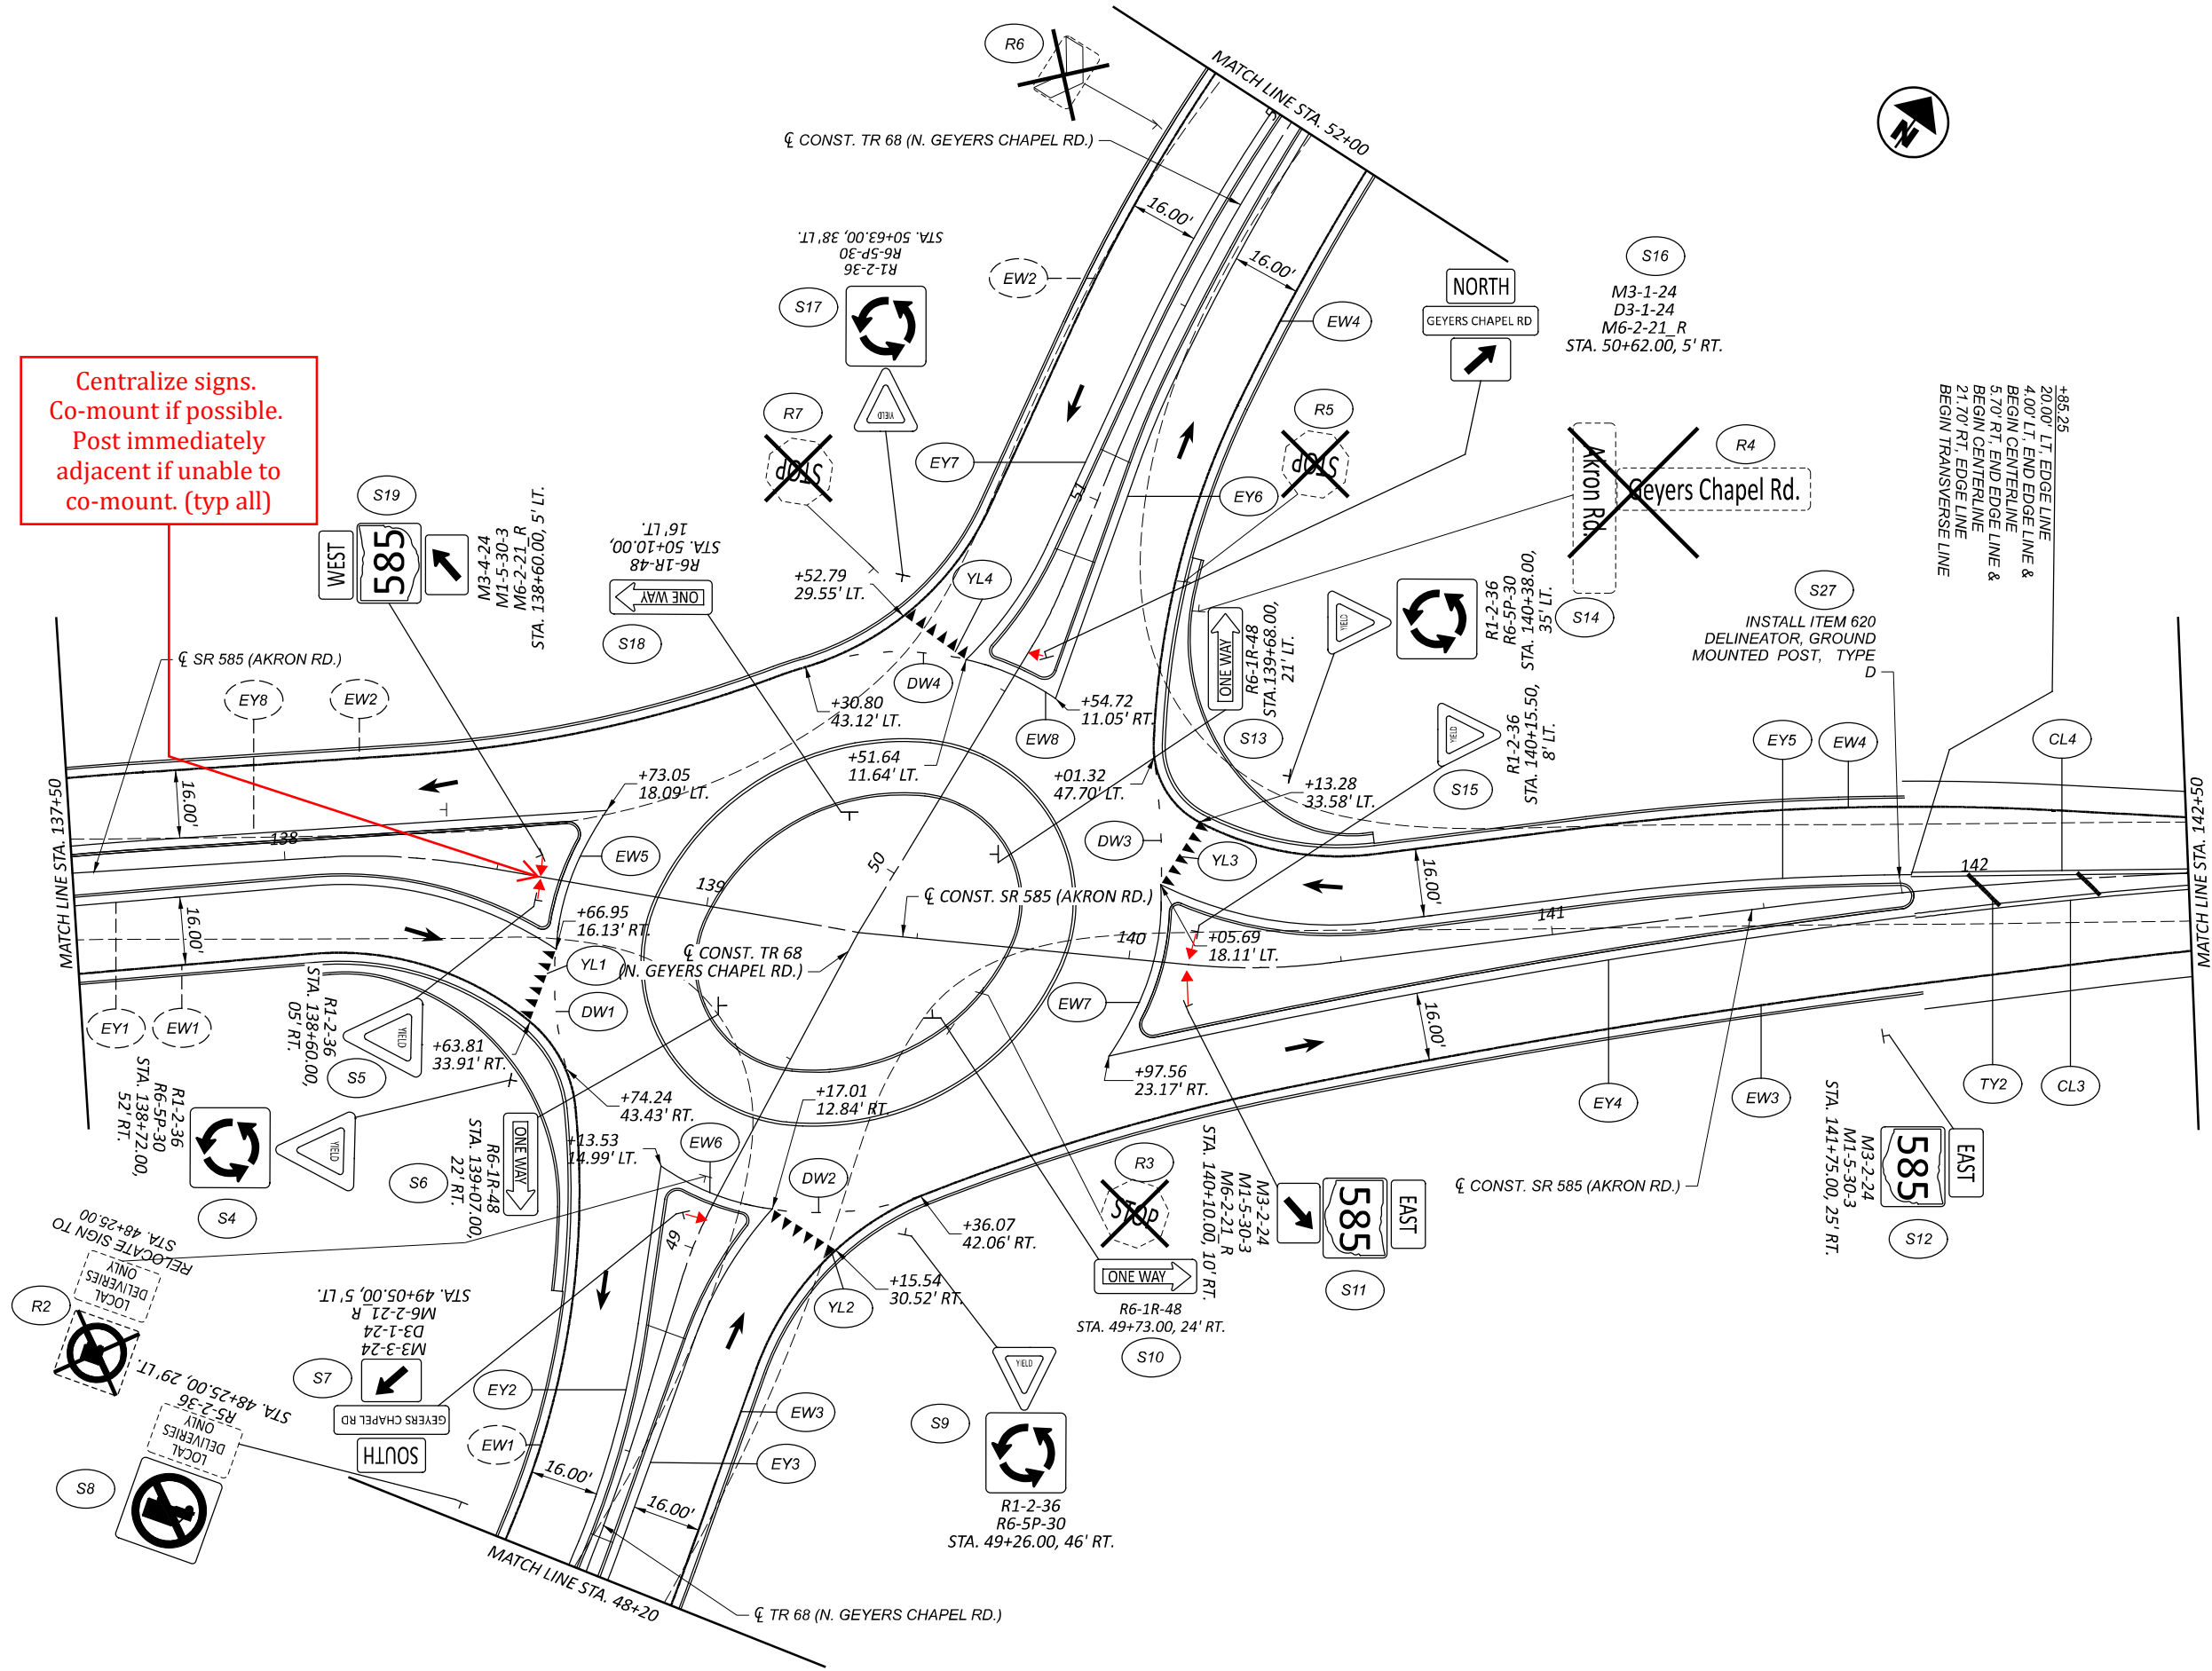 R6
MATCH LINE STA. 52+00
℄ CONST. TR 68 (N. GEYERS CHAPEL RD.)
N
16.00'
16.00'
STA. 50+63.00, 38' LT.
R6-5P-30
R1-2-36
S17
YIELD
EW2
EW4
NORTH
GEYERS CHAPEL RD
S16
M3-1-24
D3-1-24
M6-2-21_R
STA. 50+62.00, 5' RT.
Centralize signs.
Co-mount if possible.
Post immediately
adjacent if unable to
co-mount. (typ all)
R7
STOP
EY7
R5
STOP
EY6
51
R4
Akron Rd.
Geyers Chapel Rd.
+85.25
20.00' LT, EDGE LINE
4.00' LT, END EDGE LINE &
BEGIN CENTERLINE
5.70' RT, END EDGE LINE &
BEGIN CENTERLINE
21.70' RT, EDGE LINE
BEGIN TRANSVERSE LINE
S19
WEST
585
M3-4-24
M1-5-30-3
M6-2-21_R
STA. 138+60.00, 5' LT.
16' LT.
STA. 50+10.00,
R6-1R-48
ONE WAY
S18
+52.79
29.55' LT.
YL4
DW4
ONE WAY
R6-1R-48
STA.139+68.00,
21' LT.
S13
YIELD
R1-2-36
R6-5P-30
STA. 140+38.00,
35' LT.
S14
YIELD
R1-2-36
STA. 140+15.50,
8' LT.
S15
S27
INSTALL ITEM 620
DELINEATOR, GROUND
MOUNTED POST, TYPE
D
℄ SR 585 (AKRON RD.)
EY8
EW2
+30.80
43.12' LT.
+54.72
11.05' RT.
EW8
+51.64
11.64' LT.
+01.32
47.70' LT.
+13.28
33.58' LT.
EY5
EW4
CL4
MATCH LINE STA. 137+50
16.00'
138
+73.05
18.09' LT.
EW5
139
50
DW3
YL3
16.00'
142
MATCH LINE STA. 142+50
16.00'
+66.95
16.13' RT.
℄ CONST. SR 585 (AKRON RD.)
℄ CONST. TR 68
(N. GEYERS CHAPEL RD.)
140
+05.69
18.11' LT.
141
YL1
DW1
EW7
16.00'
EY1
EW1
R1-2-36
STA. 138+60.00,
05' RT.
YIELD
S5
+63.81
33.91' RT.
+74.24
43.43' RT.
+97.56
23.17' RT.
EY4
EW3
TY2
CL3
R1-2-36
R6-5P-30
STA. 138+72.00,
52' RT.
YIELD
S4
S6
R6-1R-48
STA. 139+07.00,
22' RT.
ONE WAY
+13.53
14.99' LT.
EW6
+17.01
12.84' RT.
DW2
+36.07
42.06' RT.
R3
STOP
ONE WAY
R6-1R-48
STA. 49+73.00, 24' RT.
S10
M3-2-24
M1-5-30-3
M6-2-21_R
STA. 140+10.00, 10' RT.
585
EAST
S11
℄ CONST. SR 585 (AKRON RD.)
M3-2-24
M1-5-30-3
STA. 141+75.00, 25' RT.
585
EAST
S12
RELOCATE SIGN TO
STA. 48+25.00
LOCAL
DELIVERIES
ONLY
R2
49
+15.54
30.52' RT.
YL2
M3-3-24
D3-1-24
M6-2-21_R
STA. 49+05.00, 5' LT.
S7
GEYERS CHAPEL RD
SOUTH
R5-2-36
STA. 48+25.00, 29' LT.
LOCAL
DELIVERIES
ONLY
S8
EY2
EW1
16.00'
EW3
EY3
16.00'
S9
YIELD
R1-2-36
R6-5P-30
STA. 49+26.00, 46' RT.
MATCH LINE STA. 48+20
℄ TR 68 (N. GEYERS CHAPEL RD.)